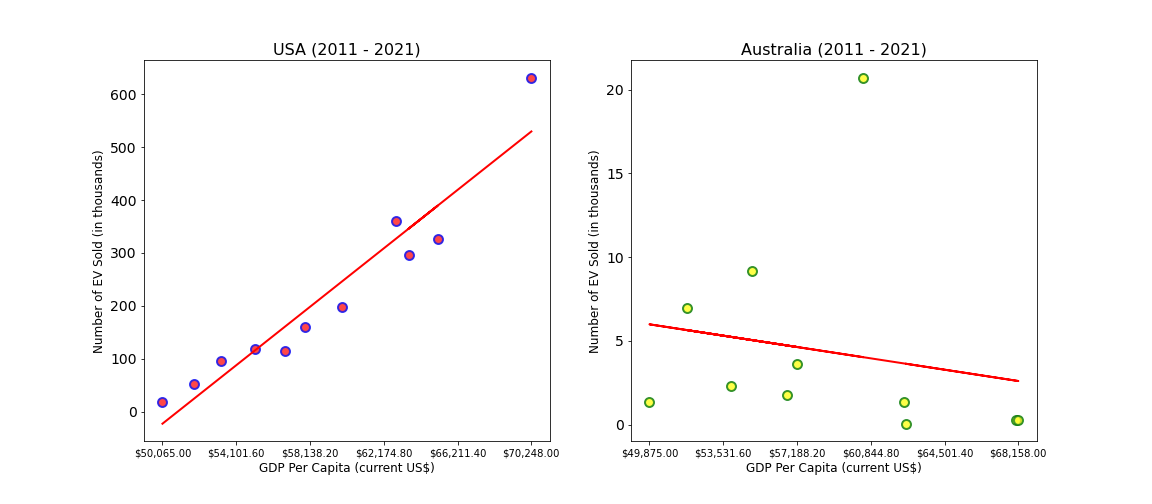 USA (2011 - 2021)
Number of EV Sold (in thousands)
600
500
400
300
200
100
0
$50,065.00 $54,101.60 $58,138.20 $62,174.80 $66,211.40 $70,248.00
GDP Per Capita (current US$)
Australia (2011 - 2021)
Number of EV Sold (in thousands)
20
15
10
5
0
$49,875.00 $53,531.60 $57,188.20 $60,844.80 $64,501.40 $68,158.00
GDP Per Capita (current US$)